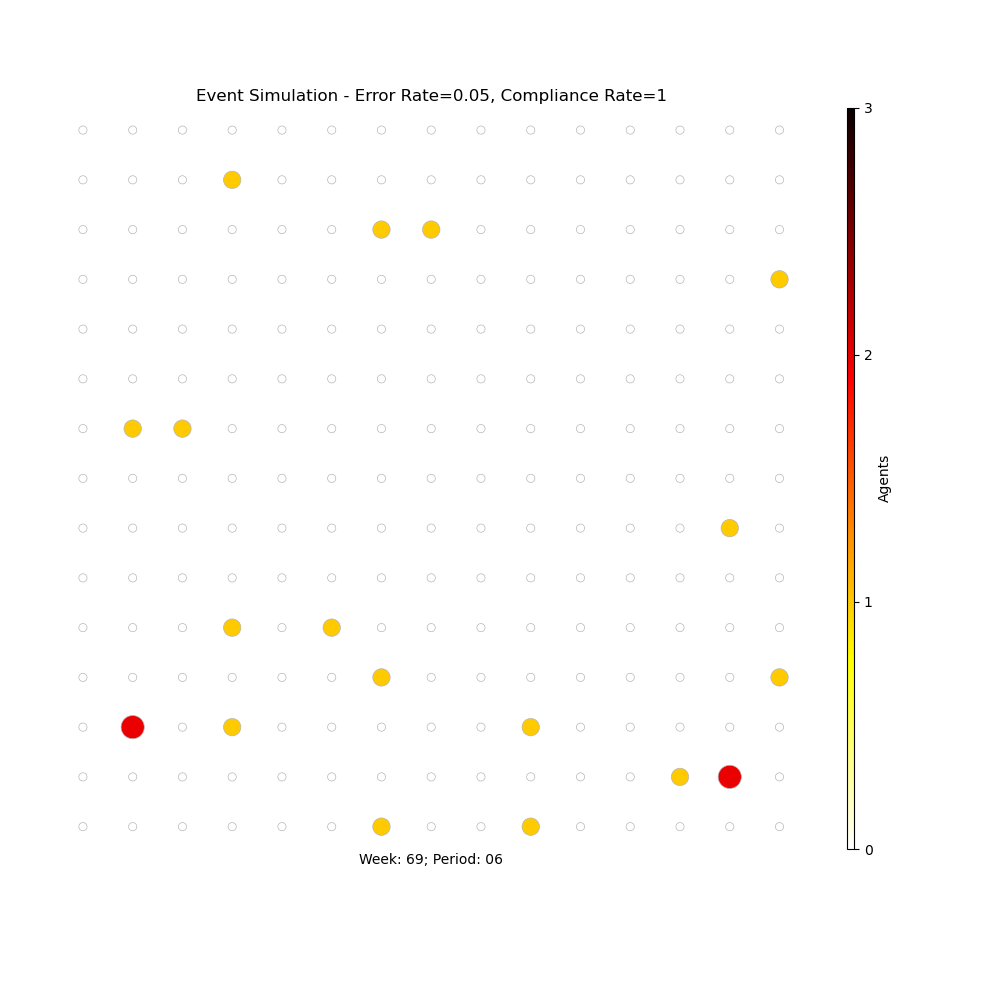 Event Simulation - Error Rate=0.05, Compliance Rate=1
3
2
Agents
1
0
Week: 69; Period: 06